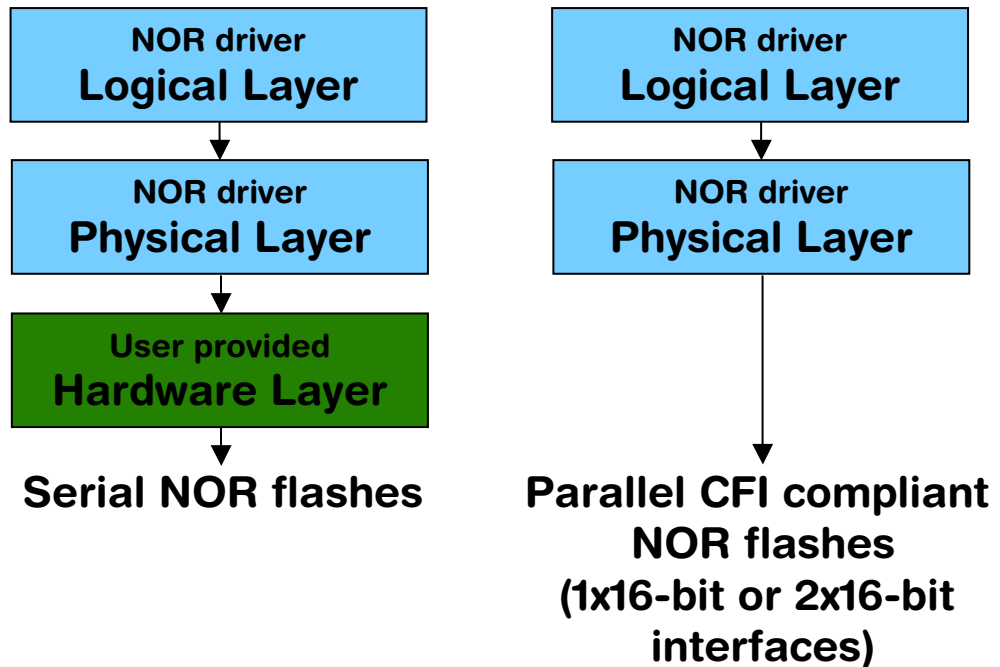 NOR driver
Logical Layer
NOR driver
Physical Layer
User provided
Hardware Layer
Serial NOR flashes
NOR driver
Logical Layer
NOR driver
Physical Layer
Parallel CFI compliant
NOR flashes
(1x16-bit or 2x16-bit
interfaces)